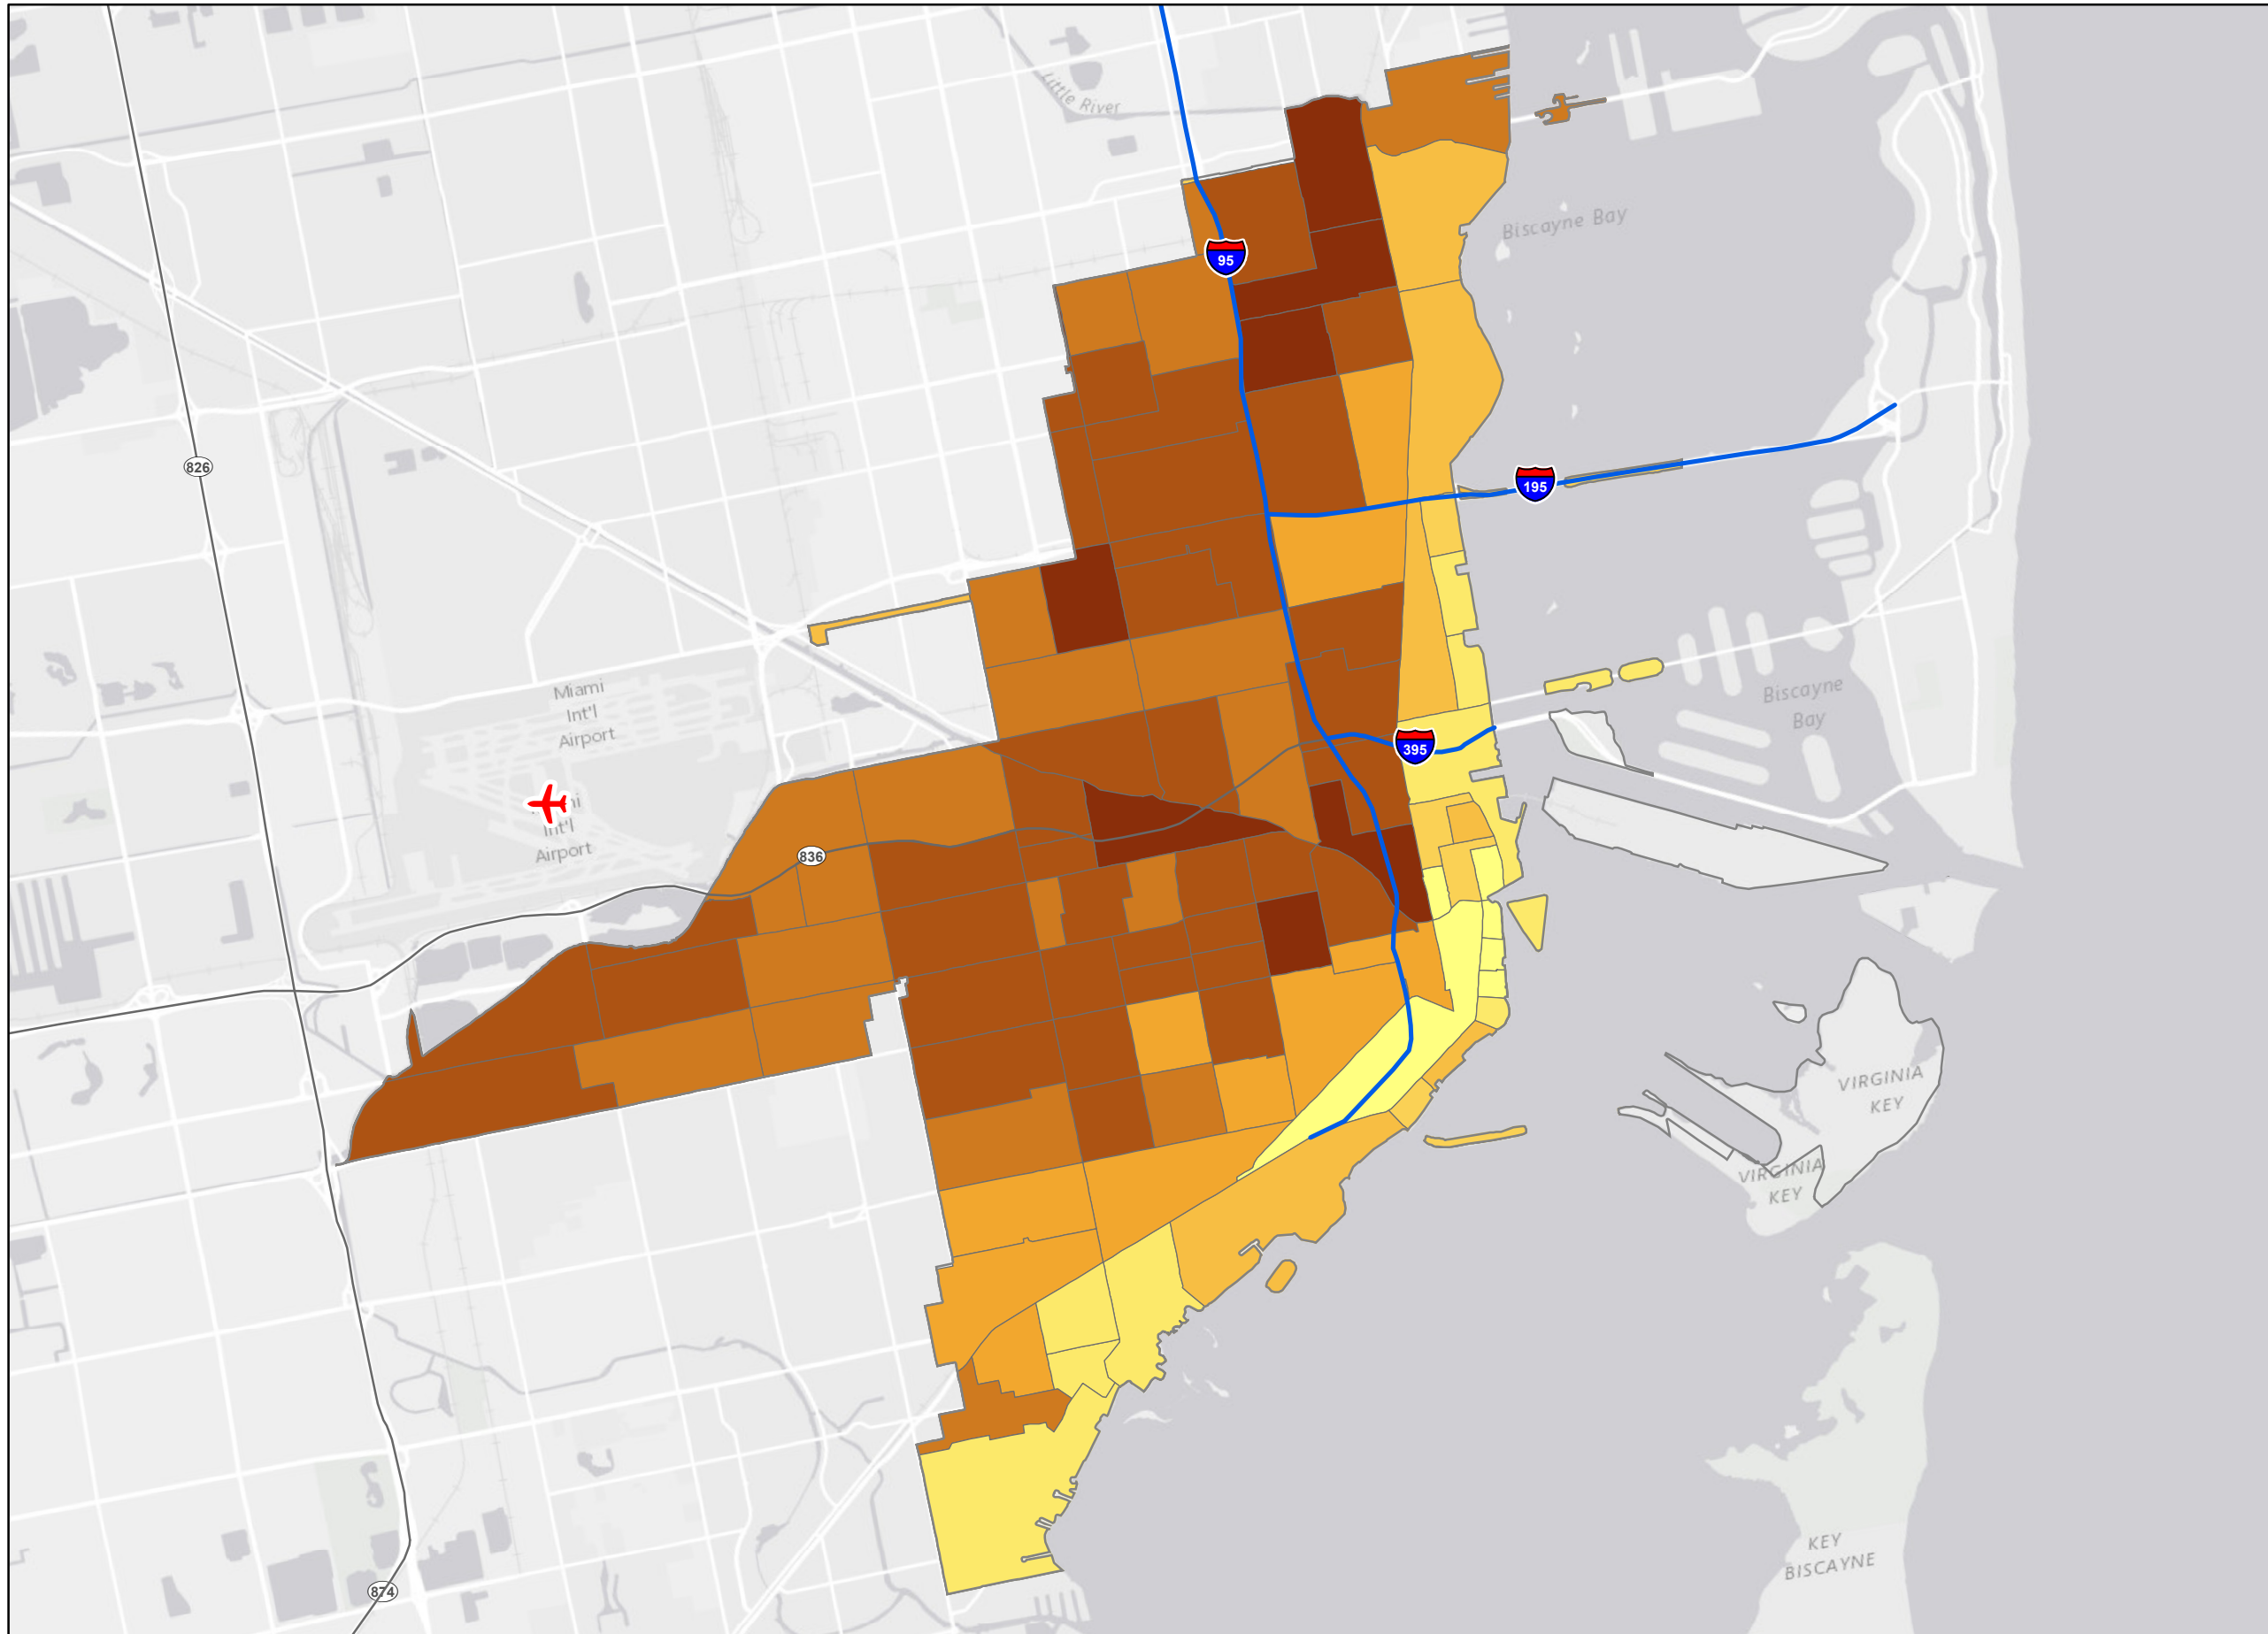 Little River
Biscayne Bay
95
826
195
Miami
Int'l
Airport
Biscayne
Bay
395
Int'l
Airport
836
VIRGINIA
KEY
VIRGINIA
KEY
KEY
BISCAYNE
874